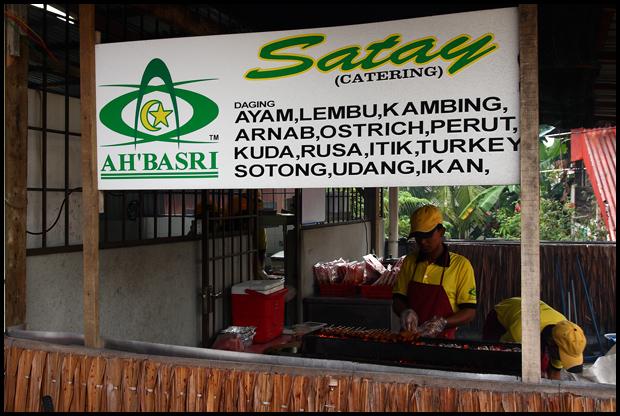 Satay
(CATERING)
DAGING
AYAM,LEMBU,KAMBING,
ARNAB,OSTRICH,PERUT,
KUDA,RUSA,ITIK,TURKEY
SOTONG,UDANG,IKAN,
TM
AH'BASRI